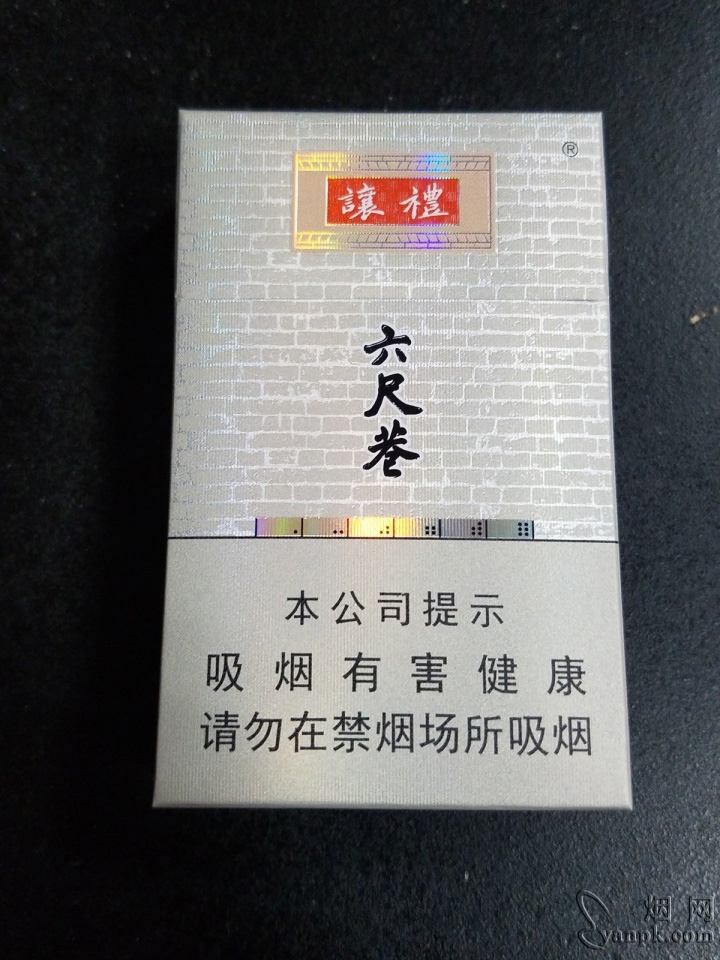 ®
讓禮
六尺巷
本公司提示
吸烟有害健康
请勿在禁烟场所吸烟
烟网
yanpk.com